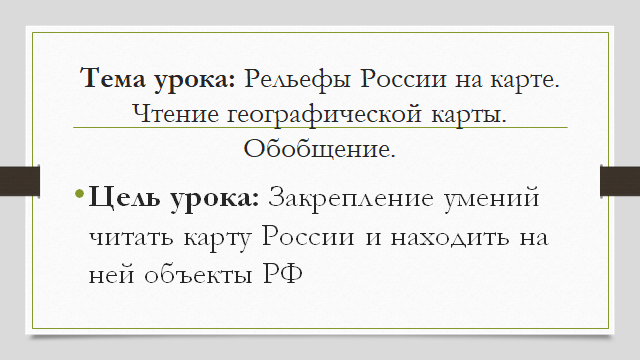 Тема урока: Рельефы России на карте.
Чтение географической карты.
Обобщение.
•Цель урока: Закрепление умений
читать карту России и находить на
ней объекты РФ